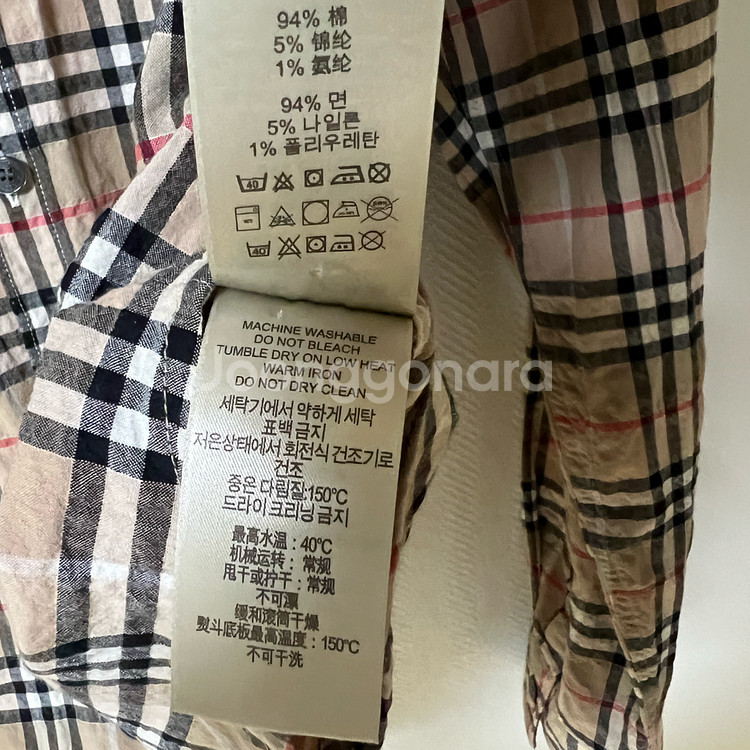 94% 棉
5% 锦纶
1% 氨纶
94% 면
5% 나일론
1% 폴리우레탄
40
40
MACHINE WASHABLE
DO NOT BLEACH
TUMBLE DRY ON LOW HEAT
WARM IRON
DO NOT DRY CLEAN
Joonggonara
세탁기에서 약하게 세탁
표백 금지
저온상태에서 회전식 건조기로
건조
중온 다림질:150°C
드라이 크리닝 금지
最高水温：40°C
机械运转：常规
甩干或拧干：常规
不可漂
缓和滚筒干燥
熨斗底板最高温度：150°C
不可干洗